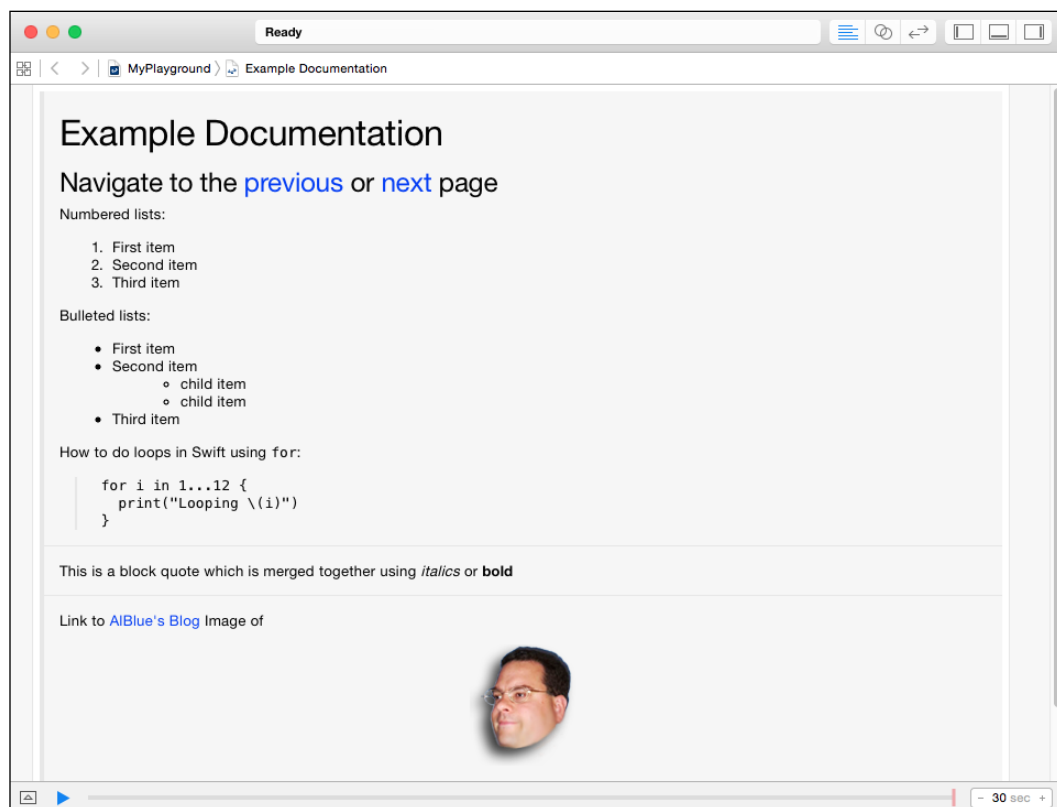 Ready
MyPlayground Example Documentation
Example Documentation
Navigate to the previous or next page
Numbered lists:
1. First item
2. Second item
3. Third item
Bulleted lists:
• First item
• Second item
◦ child item
◦ child item
• Third item
How to do loops in Swift using for:
for i in 1...12 {
  print("Looping \(i)")
}
This is a block quote which is merged together using italics or bold
Link to AlBlue's Blog Image of
- 30 sec +